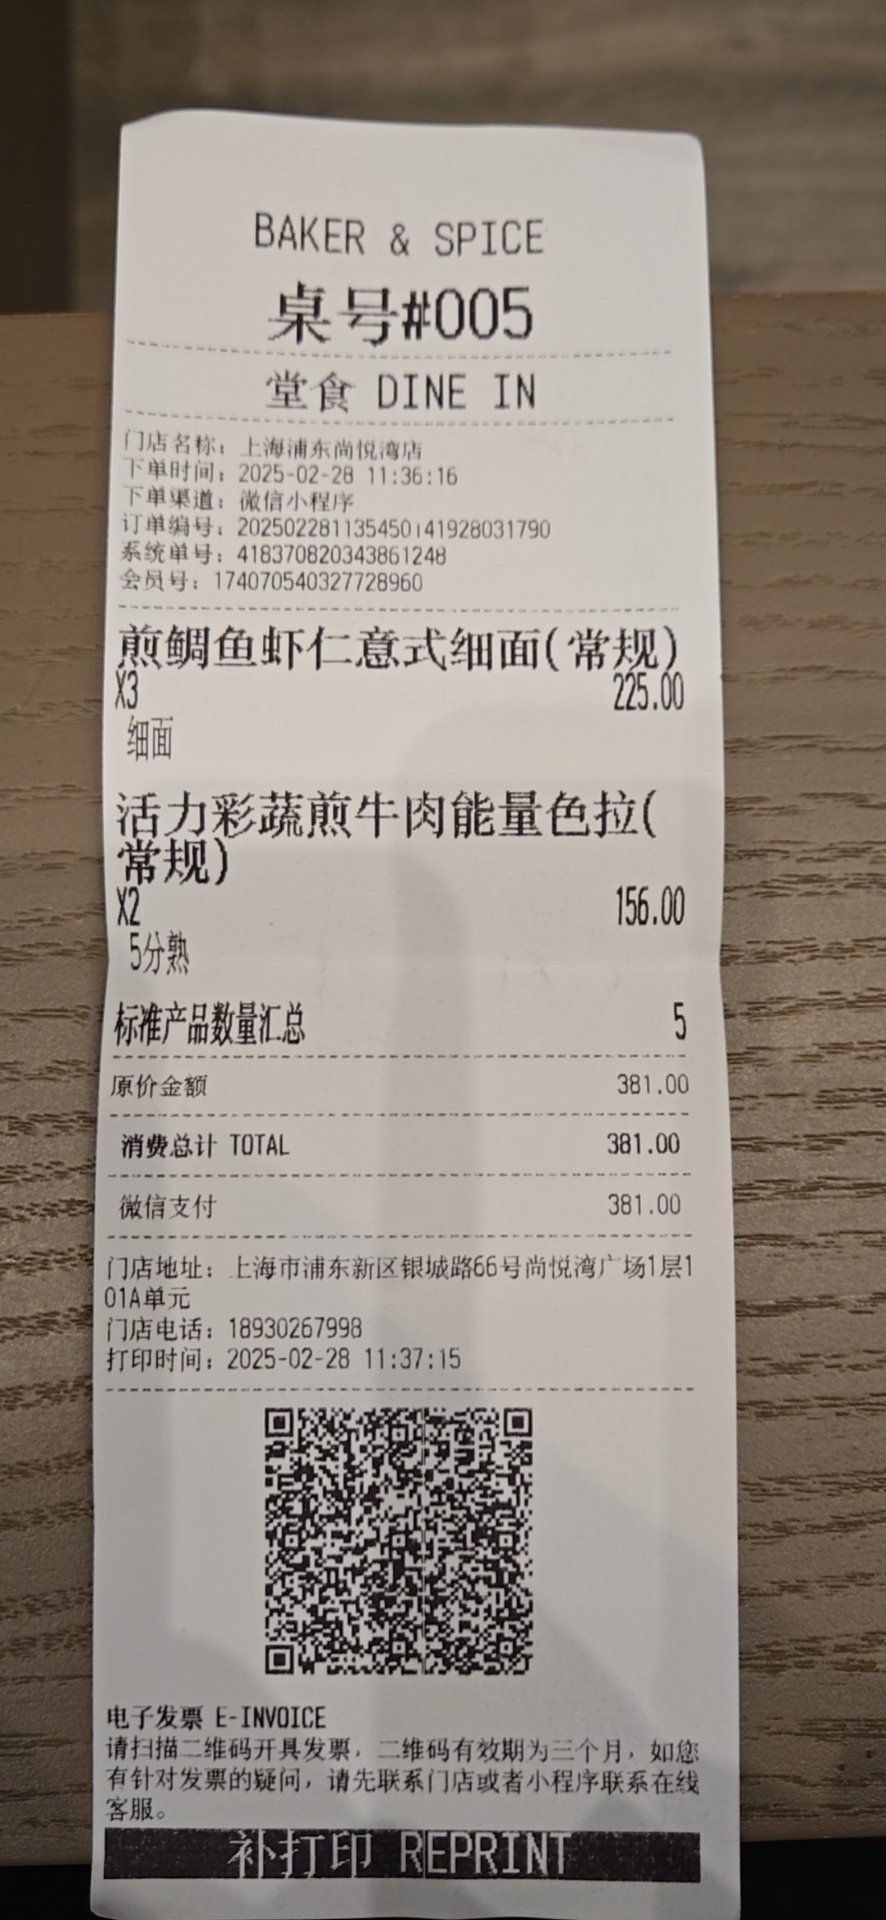 BAKER & SPICE
桌号#005
堂食 DINE IN
门店名称：上海浦东尚悦湾店
下单时间：2025-02-28 11:36:16
下单渠道：微信小程序
订单编号：202502281135450141928031790
系统单号：418370820343861248
会员号：174070540327728960
煎鲷鱼虾仁意式细面(常规)
X3 225.00
细面
活力彩蔬煎牛肉能量色拉(
常规)
X2 156.00
5分熟
标准产品数量汇总 5
原价金额 381.00
消费总计 TOTAL 381.00
微信支付 381.00
门店地址：上海市浦东新区银城路66号尚悦湾广场1层1
01A单元
门店电话：18930267998
打印时间：2025-02-28 11:37:15
电子发票 E-INVOICE
请扫描二维码开具发票，二维码有效期为三个月，如您
有针对发票的疑问，请先联系门店或者小程序联系在线
客服。
补打印 REPRINT